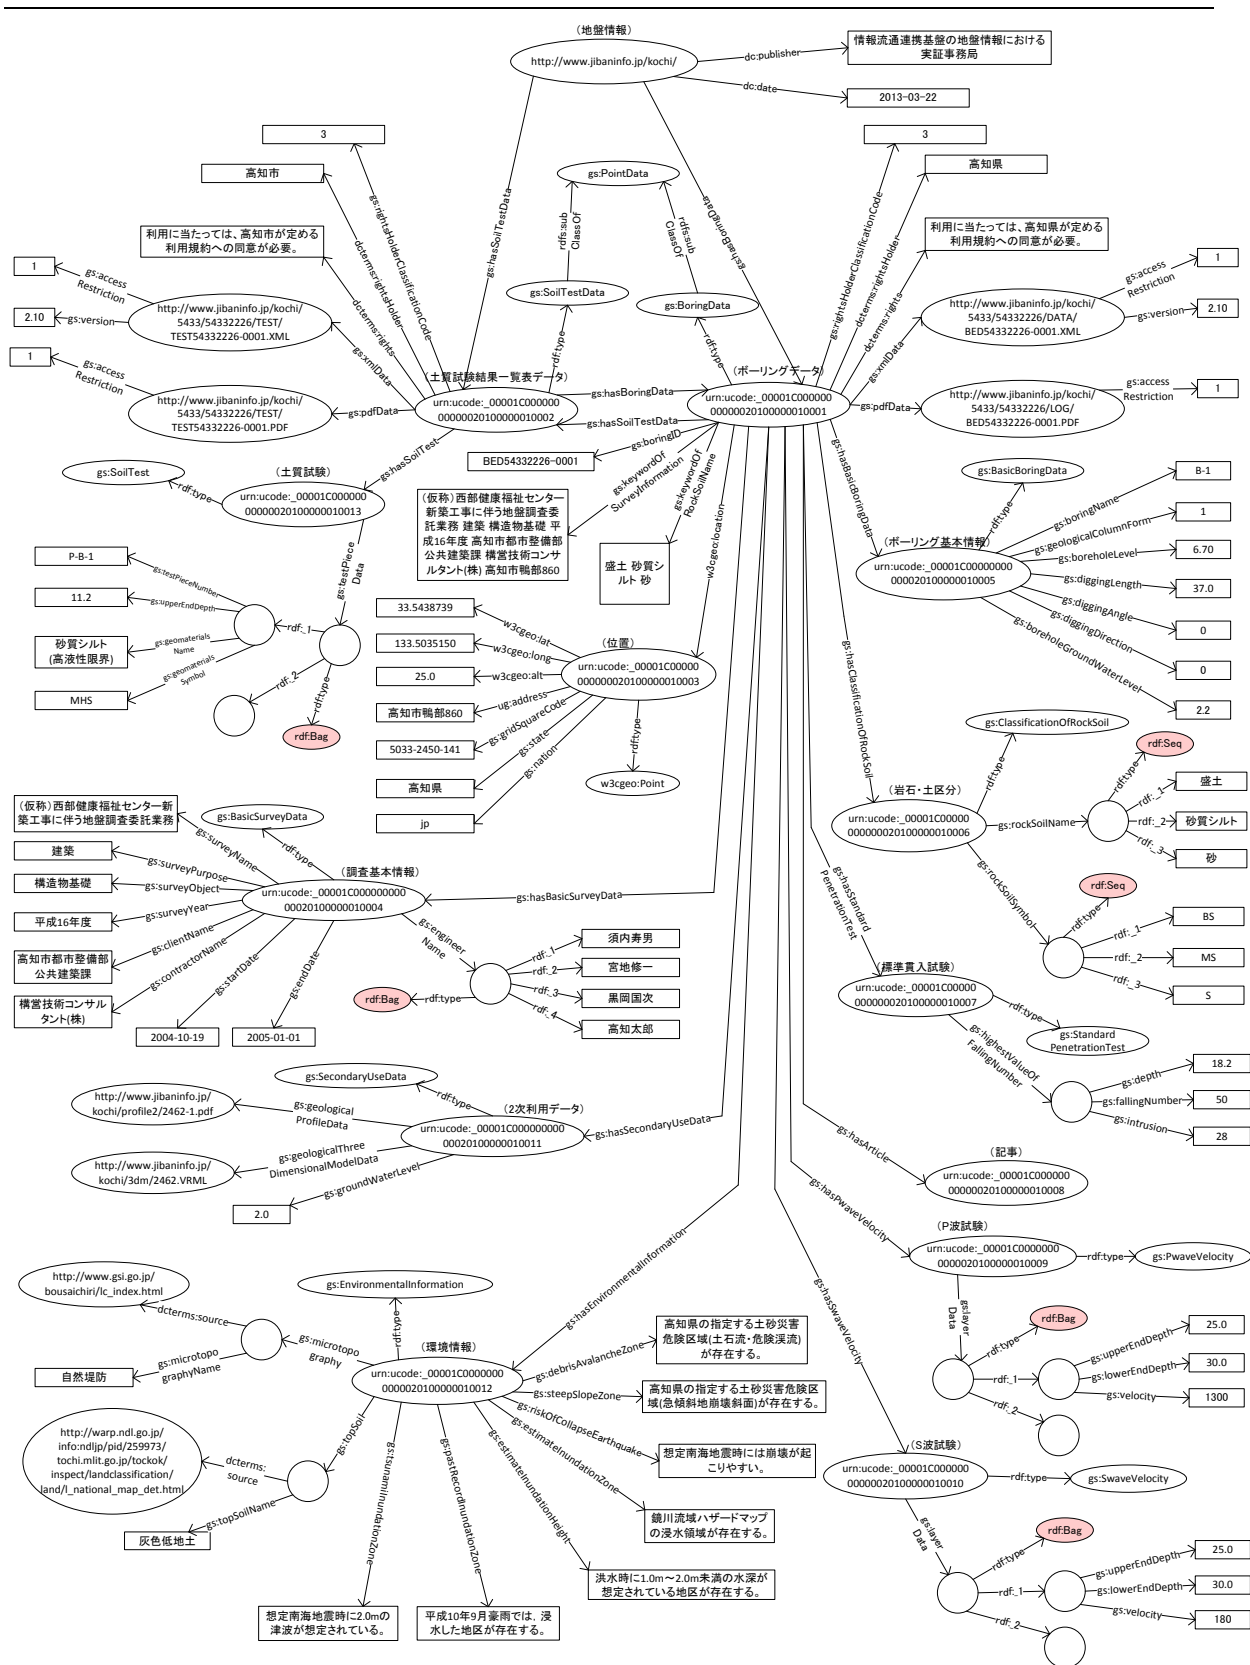 (地盤情報)
http://www.jibaninfo.jp/kochi/
dc:publisher
情報流通連携基盤の地盤情報における
実証事務局
dc:date
2013-03-22
3
高知市
利用に当たっては、高知市が定める
利用規約への同意が必要。
gs:PointData
rdfs:sub
ClassOf
rdfs:sub
ClassOf
gs:hasSoilTestData
gs:hasBoringData
gs:SoilTestData
gs:BoringData
rdf:type
rdf:type
3
高知県
利用に当たっては、高知県が定める
利用規約への同意が必要。
gs:rightsHolderClassificationCode
dcterms:rightsHolder
dcterms:rights
gs:xmlData
gs:pdfData
1
gs:access
Restriction
2.10
gs:version
http://www.jibaninfo.jp/kochi/
5433/54332226/TEST/
TEST54332226-0001.XML
1
gs:access
Restriction
http://www.jibaninfo.jp/kochi/
5433/54332226/TEST/
TEST54332226-0001.PDF
(土質試験結果一覧表データ)
urn:ucode:_00001C000000
0000020100000010002
gs:hasBoringData
gs:hasSoilTestData
(ボーリングデータ)
urn:ucode:_00001C000000
0000020100000010001
gs:rightsHolderClassificationCode
dcterms:rightsHolder
dcterms:rights
gs:xmlData
gs:pdfData
http://www.jibaninfo.jp/kochi/
5433/54332226/DATA/
BED54332226-0001.XML
gs:access
Restriction
1
gs:version
2.10
http://www.jibaninfo.jp/kochi/
5433/54332226/LOG/
BED54332226-0001.PDF
gs:access
Restriction
1
gs:boringID
BED54332226-0001
gs:keywordOf
SurveyInformation
(仮称)西部健康福祉センター
新築工事に伴う地盤調査委
託業務 建築 構造物基礎 平
成16年度 高知市都市整備部
公共建築課 構営技術コンサ
ルタント(株) 高知市鴨部860
gs:keywordOf
RockSoilName
盛土 砂質シ
ルト 砂
gs:hasSoilTest
gs:SoilTest
rdf:type
(土質試験)
urn:ucode:_00001C000000
0000020100000010013
gs:testPiece
Data
P-B-1
gs:testPieceNumber
11.2
gs:upperEndDepth
砂質シルト
(高液性限界)
gs:geomaterials
Name
MHS
gs:geomaterials
Symbol
rdf:_1
rdf:_2
rdf:type
rdf:Bag
w3cgeo:location
(位置)
urn:ucode:_00001C00000
00000020100000010003
33.5438739
w3cgeo:lat
133.5035150
w3cgeo:long
25.0
w3cgeo:alt
高知市鴨部860
ug:address
5033-2450-141
gs:gridSquareCode
高知県
gs:state
jp
gs:nation
rdf:type
w3cgeo:Point
gs:hasBasicBoringData
gs:BasicBoringData
rdf:type
(ボーリング基本情報)
urn:ucode:_00001C00000000
000020100000010005
gs:boringName
B-1
gs:geologicalColumnForm
1
gs:boreholeLevel
6.70
gs:diggingLength
37.0
gs:diggingAngle
0
gs:diggingDirection
0
gs:boreholeGroundWaterLevel
2.2
gs:hasClassificationOfRockSoil
gs:ClassificationOfRockSoil
rdf:type
(岩石・土区分)
urn:ucode:_00001C00000
00000020100000010006
gs:rockSoilName
rdf:type
rdf:Seq
rdf:_1
盛土
rdf:_2
砂質シルト
rdf:_3
砂
gs:rockSoilSymbol
rdf:type
rdf:Seq
rdf:_1
BS
rdf:_2
MS
rdf:_3
S
(仮称)西部健康福祉センター新
築工事に伴う地盤調査委託業務
gs:surveyName
建築
gs:surveyPurpose
構造物基礎
gs:surveyObject
平成16年度
gs:surveyYear
高知市都市整備部
公共建築課
gs:clientName
構営技術コンサル
タント(株)
gs:contractorName
2004-10-19
gs:startDate
2005-01-01
gs:endDate
gs:BasicSurveyData
rdf:type
(調査基本情報)
urn:ucode:_00001C000000000
00020100000010004
gs:hasBasicSurveyData
gs:engineer
Name
rdf:type
rdf:Bag
rdf:_1
須内寿男
rdf:_2
宮地修一
rdf:_3
黒岡国次
rdf:_4
高知太郎
gs:hasStandard
PenetrationTest
(標準貫入試験)
urn:ucode:_00001C00000
00000020100000010007
rdf:type
gs:Standard
PenetrationTest
gs:highestValueOf
FallingNumber
gs:depth
18.2
gs:fallingNumber
50
gs:intrusion
28
gs:SecondaryUseData
rdf:type
http://www.jibaninfo.jp/
kochi/profile2/2462-1.pdf
gs:geological
ProfileData
(2次利用データ)
urn:ucode:_00001C000000000
00020100000010011
gs:hasSecondaryUseData
http://www.jibaninfo.jp/
kochi/3dm/2462.VRML
gs:geologicalThree
DimensionalModelData
gs:groundWaterLevel
2.0
gs:hasArticle
(記事)
urn:ucode:_00001C000000
0000020100000010008
gs:hasPwaveVelocity
(P波試験)
urn:ucode:_00001C0000000
000020100000010009
rdf:type
gs:PwaveVelocity
gs:layer
Data
rdf:type
rdf:Bag
rdf:_1
rdf:_2
gs:upperEndDepth
25.0
gs:lowerEndDepth
30.0
gs:velocity
1300
gs:hasEnvironmentalInformation
gs:hasSwaveVelocity
http://www.gsi.go.jp/
bousaichiri/lc_index.html
dcterms:source
gs:microtopo
graphy
自然堤防
gs:microtopo
graphyName
gs:EnvironmentalInformation
rdf:type
(環境情報)
urn:ucode:_00001C0000000
0000020100000010012
gs:debrisAvalancheZone
高知県の指定する土砂災害
危険区域(土石流・危険渓流)
が存在する。
gs:steepSlopeZone
高知県の指定する土砂災害危険区
域(急傾斜地崩壊斜面)が存在する。
gs:riskOfCollapseEarthquake
想定南海地震時には崩壊が起
こりやすい。
gs:estimateInundationZone
鏡川流域ハザードマップ
の浸水領域が存在する。
gs:estimateInundationHeight
洪水時に1.0m～2.0m未満の水深が
想定されている地区が存在する。
gs:pastRecordInundationZone
平成10年9月豪雨では、浸
水した地区が存在する。
gs:tsunamiInundationZone
想定南海地震時に2.0mの
津波が想定されている。
gs:topSoil
http://warp.ndl.go.jp/
info:ndljp/pid/259973/
tochi.mlit.go.jp/tockok/
inspect/landclassification/
land/l_national_map_det.html
dcterms:
source
gs:topSoilName
灰色低地土
(S波試験)
urn:ucode:_00001C0000000
0000020100000010010
rdf:type
gs:SwaveVelocity
gs:layer
Data
rdf:type
rdf:Bag
rdf:_1
rdf:_2
gs:upperEndDepth
25.0
gs:lowerEndDepth
30.0
gs:velocity
180